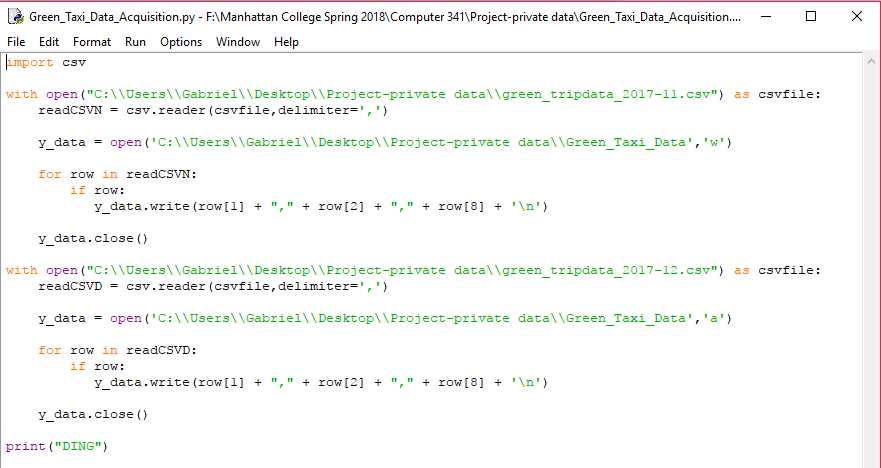 Green_Taxi_Data_Acquisition.py - F:\Manhattan College Spring 2018\Computer 341\Project-private data\Green_Taxi_Data_Acquisition....
File Edit Format Run Options Window Help
import csv
with open("C:\\Users\\Gabriel\\Desktop\\Project-private data\\green_tripdata_2017-11.csv") as csvfile:
    readCSVN = csv.reader(csvfile,delimiter=',')
    y_data = open('C:\\Users\\Gabriel\\Desktop\\Project-private data\\Green_Taxi_Data','w')
    for row in readCSVN:
        if row:
           y_data.write(row[1] + "," + row[2] + "," + row[8] + '\n')
    y_data.close()
with open("C:\\Users\\Gabriel\\Desktop\\Project-private data\\green_tripdata_2017-12.csv") as csvfile:
    readCSVD = csv.reader(csvfile,delimiter=',')
    y_data = open('C:\\Users\\Gabriel\\Desktop\\Project-private data\\Green_Taxi_Data','a')
    for row in readCSVD:
        if row:
           y_data.write(row[1] + "," + row[2] + "," + row[8] + '\n')
    y_data.close()
print("DING")